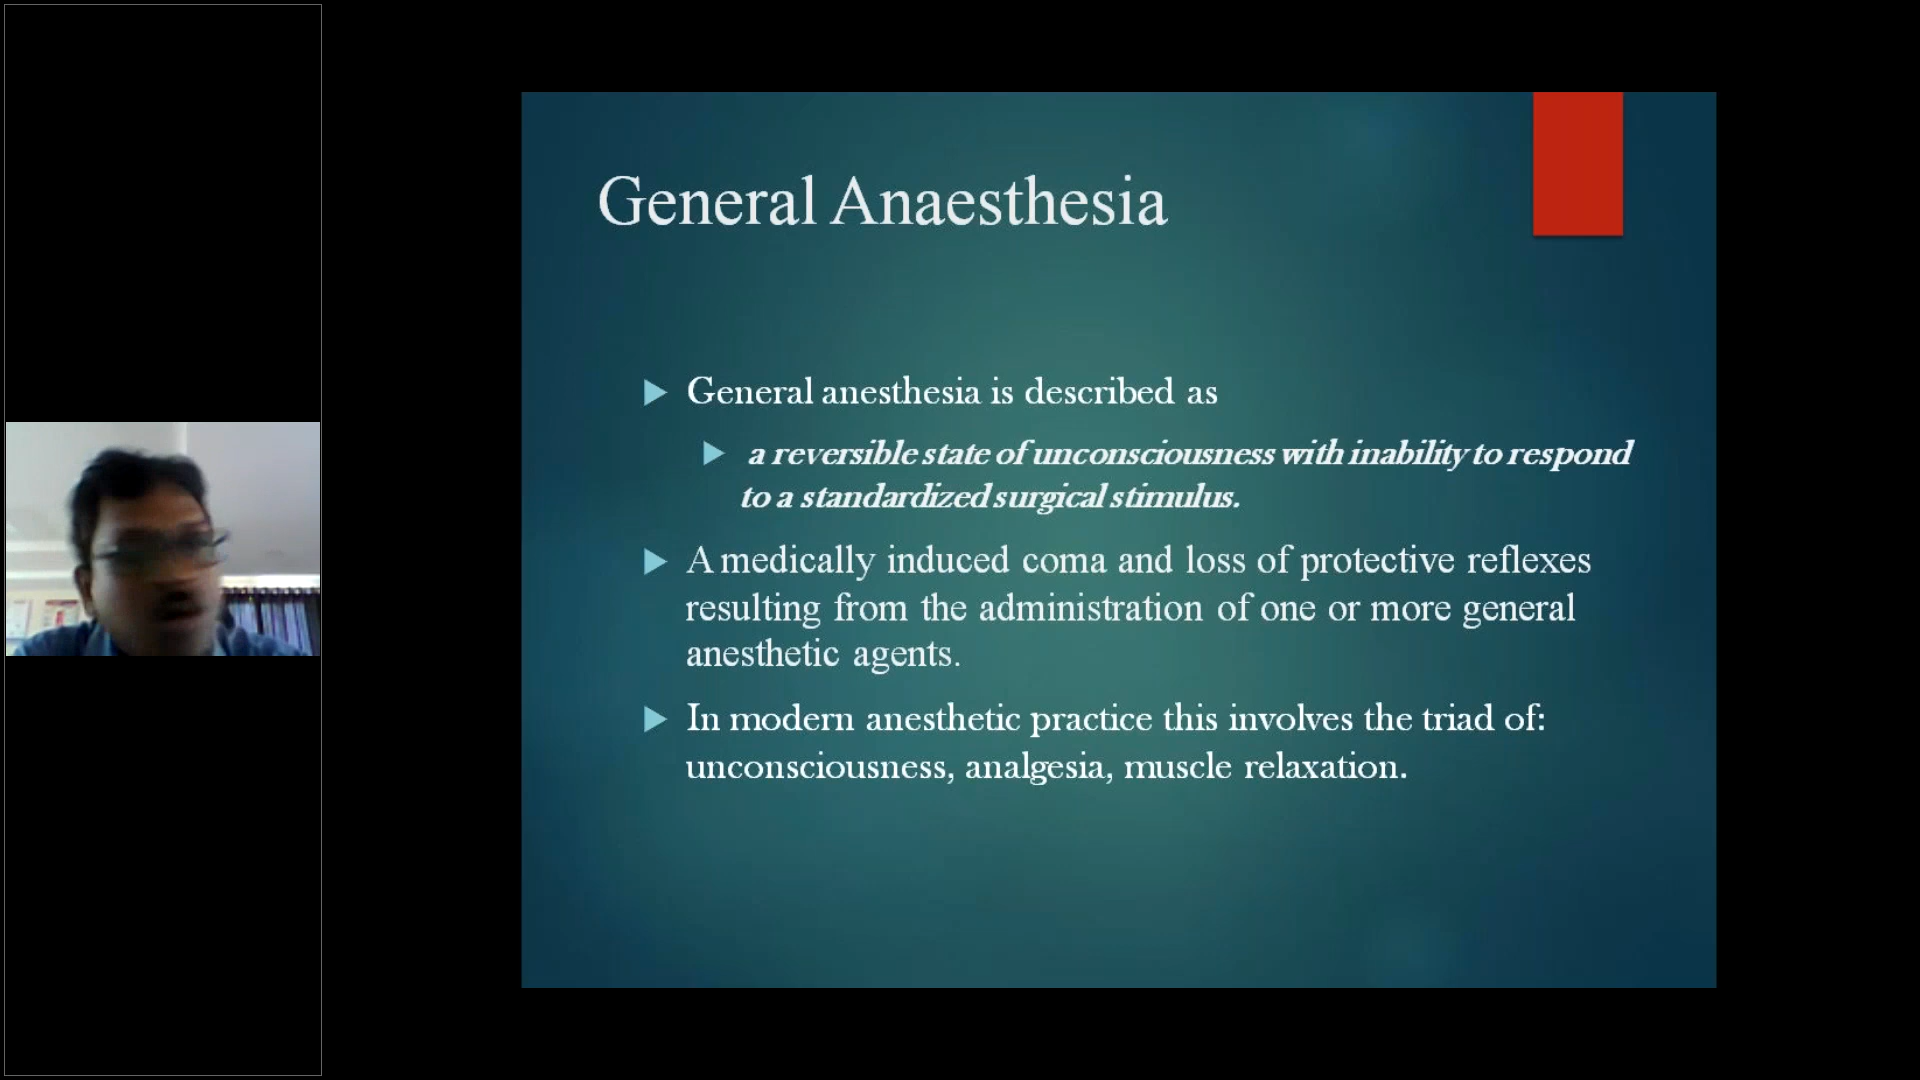 General Anaesthesia
General anesthesia is described as
a reversible state of unconsciousness with inability to respond
to a standardized surgical stimulus.
A medically induced coma and loss of protective reflexes
resulting from the administration of one or more general
anesthetic agents.
In modern anesthetic practice this involves the triad of:
unconsciousness, analgesia, muscle relaxation.